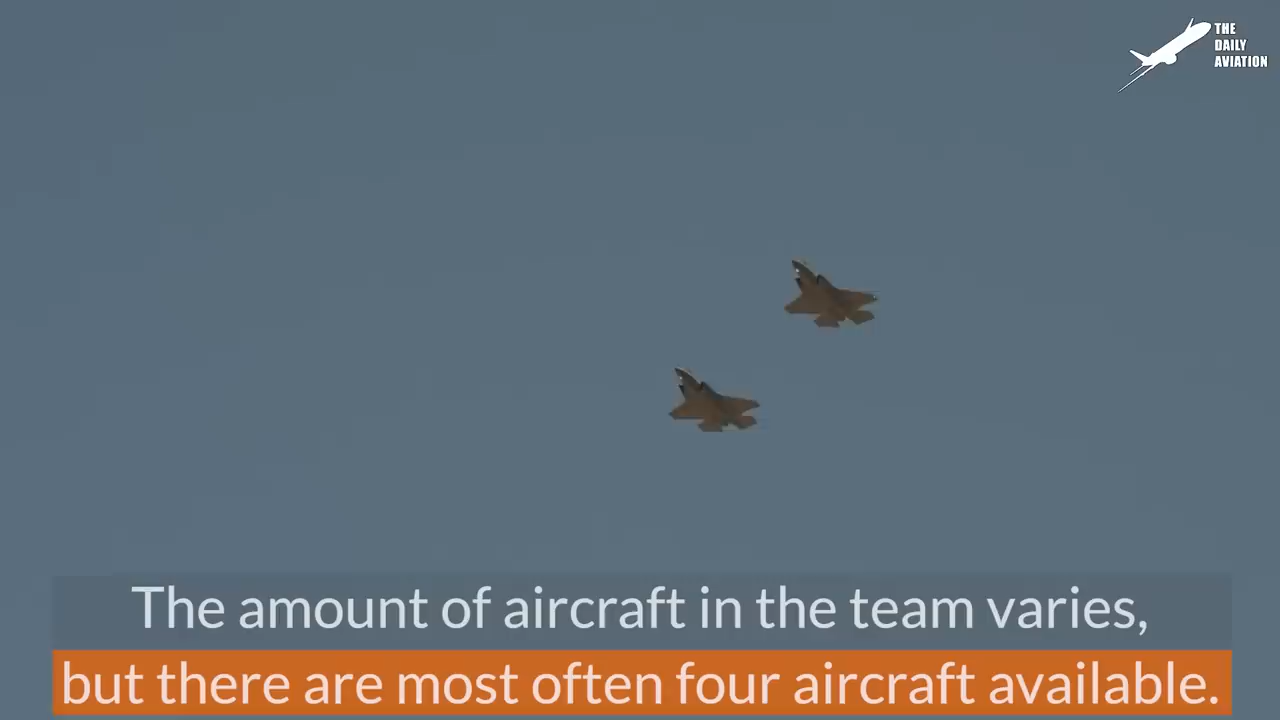 THE
DAILY
AVIATION
The amount of aircraft in the team varies,
but there are most often four aircraft available.